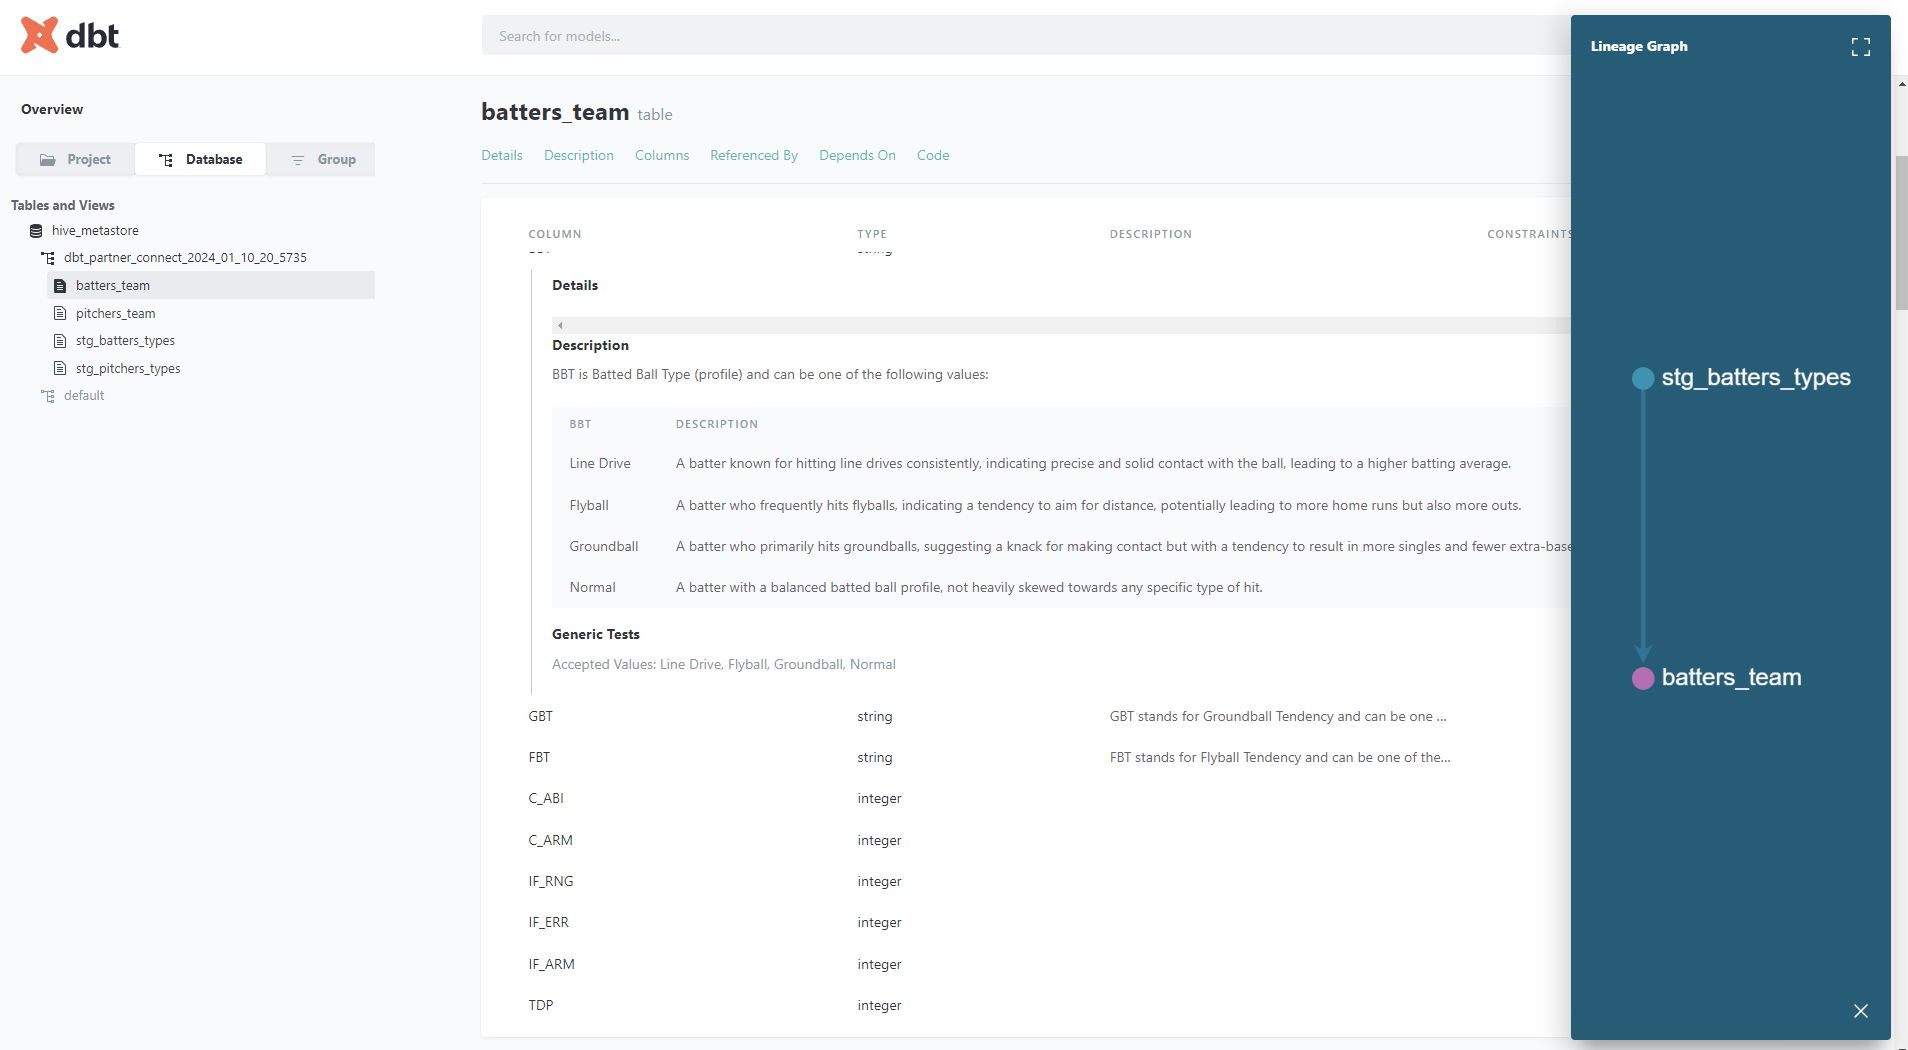 dbt
Search for models...
Lineage Graph
Overview
Project
Database
Group
Tables and Views
hive_metastore
dbt_partner_connect_2024_01_10_20_5735
batters_team
pitchers_team
stg_batters_types
stg_pitchers_types
default
batters_team table
Details Description Columns Referenced By Depends On Code
COLUMN TYPE DESCRIPTION CONSTRAINTS
Details
Description
BBT is Batted Ball Type (profile) and can be one of the following values:
BBT DESCRIPTION
Line Drive A batter known for hitting line drives consistently, indicating precise and solid contact with the ball, leading to a higher batting average.
Flyball A batter who frequently hits flyballs, indicating a tendency to aim for distance, potentially leading to more home runs but also more outs.
Groundball A batter who primarily hits groundballs, suggesting a knack for making contact but with a tendency to result in more singles and fewer extra-base
Normal A batter with a balanced batted ball profile, not heavily skewed towards any specific type of hit.
Generic Tests
Accepted Values: Line Drive, Flyball, Groundball, Normal
GBT string GBT stands for Groundball Tendency and can be one ...
FBT string FBT stands for Flyball Tendency and can be one of the...
C_ABI integer
C_ARM integer
IF_RNG integer
IF_ERR integer
IF_ARM integer
TDP integer
stg_batters_types
batters_team